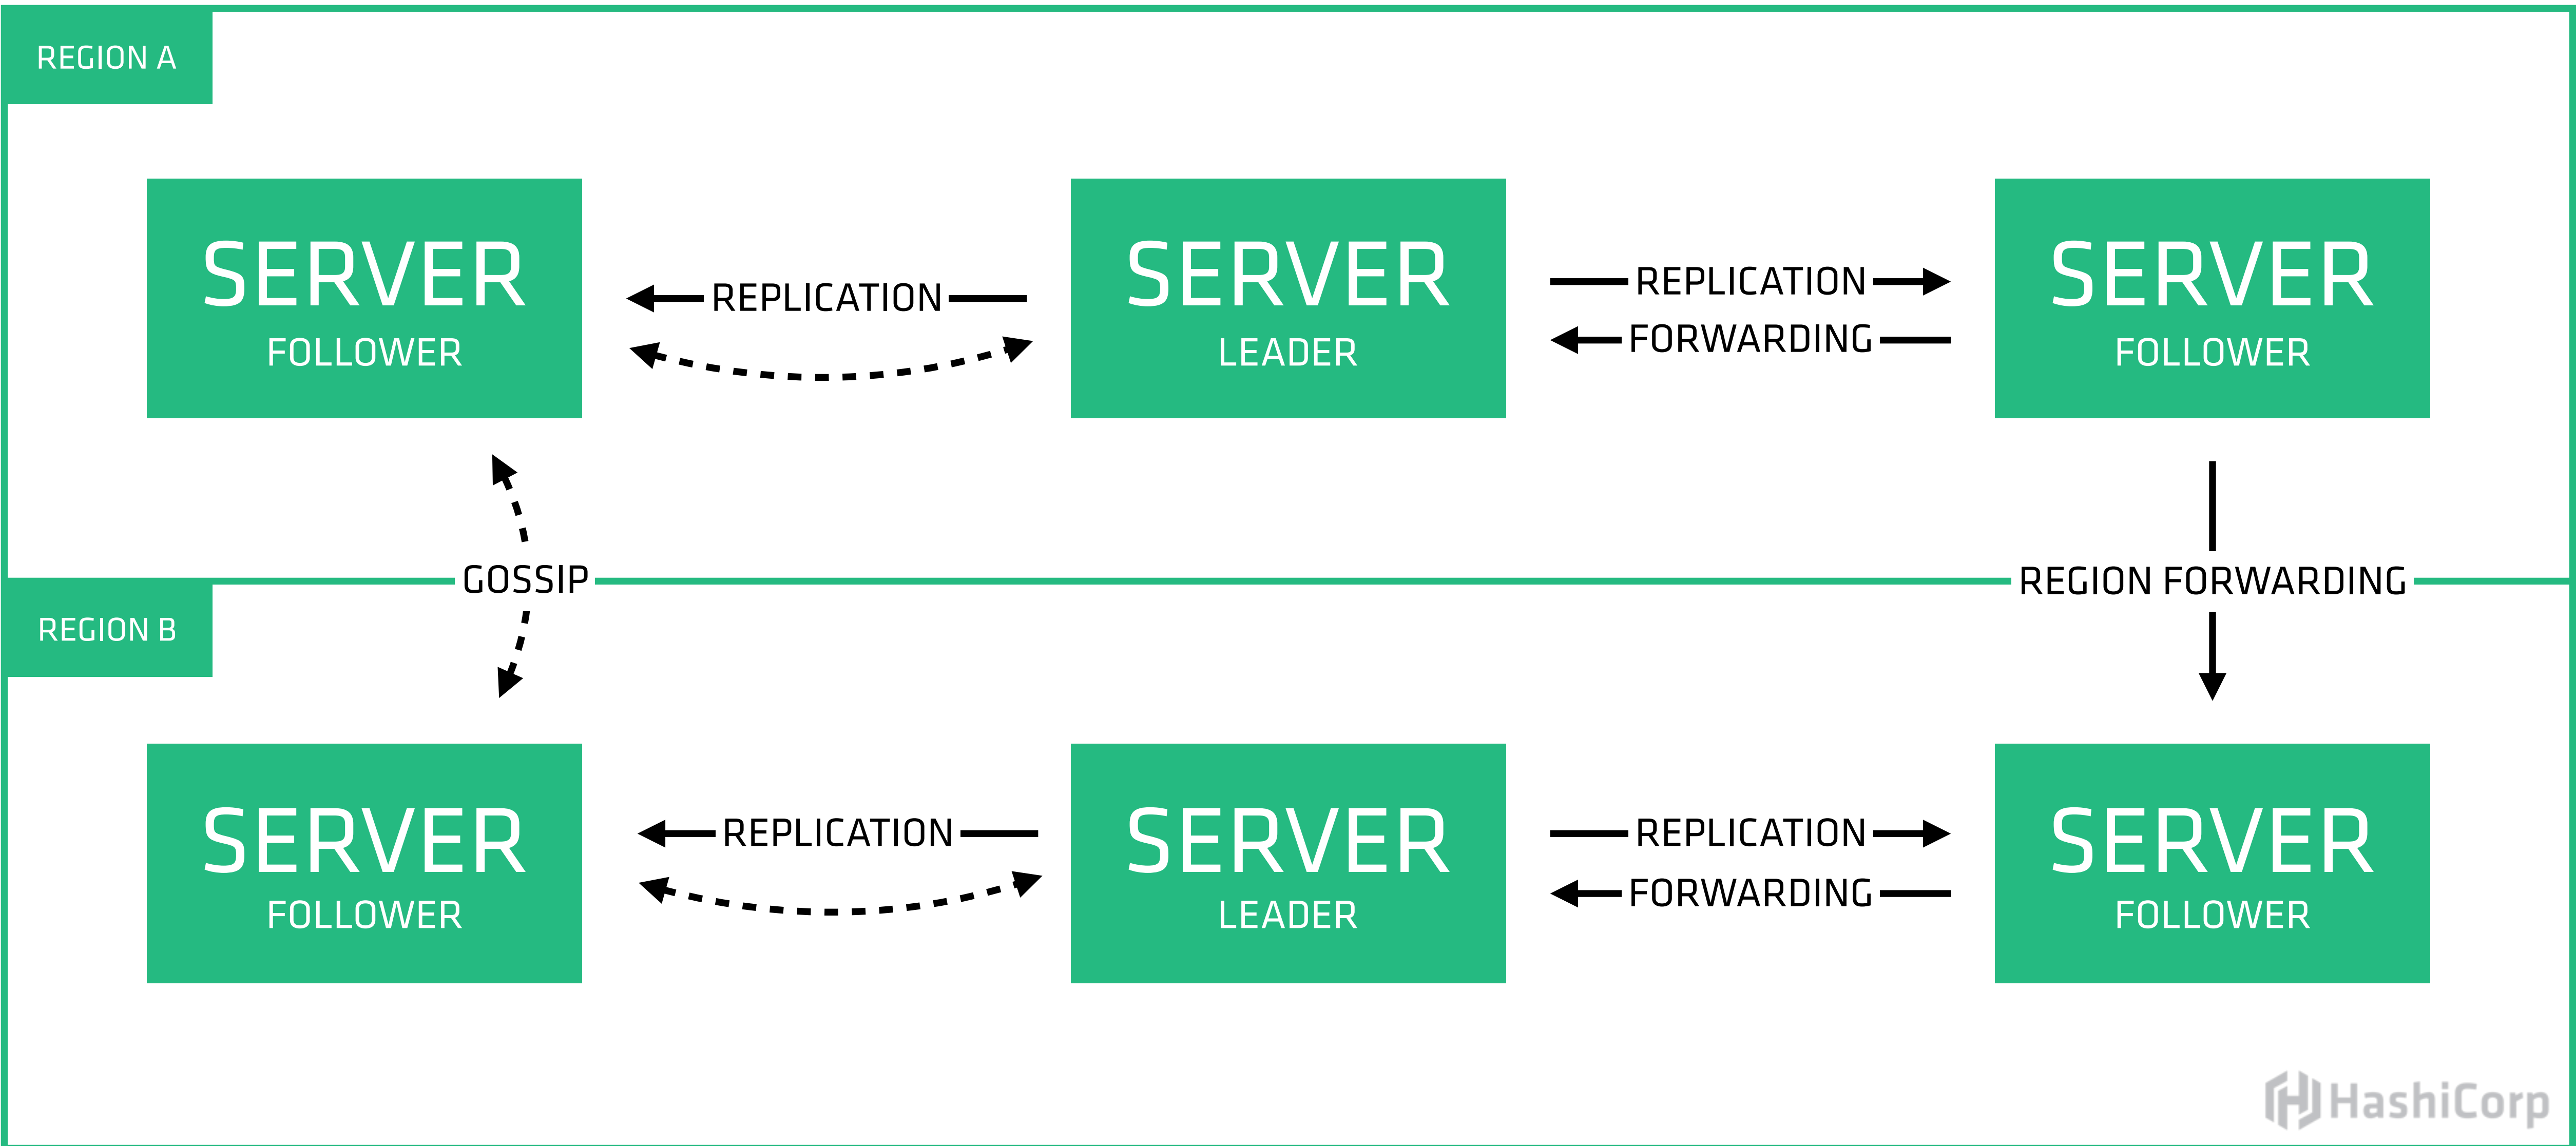 REGION A
SERVER
FOLLOWER
REPLICATION
SERVER
LEADER
REPLICATION
FORWARDING
SERVER
FOLLOWER
GOSSIP
REGION FORWARDING
REGION B
SERVER
FOLLOWER
REPLICATION
SERVER
LEADER
REPLICATION
FORWARDING
SERVER
FOLLOWER
HashiCorp